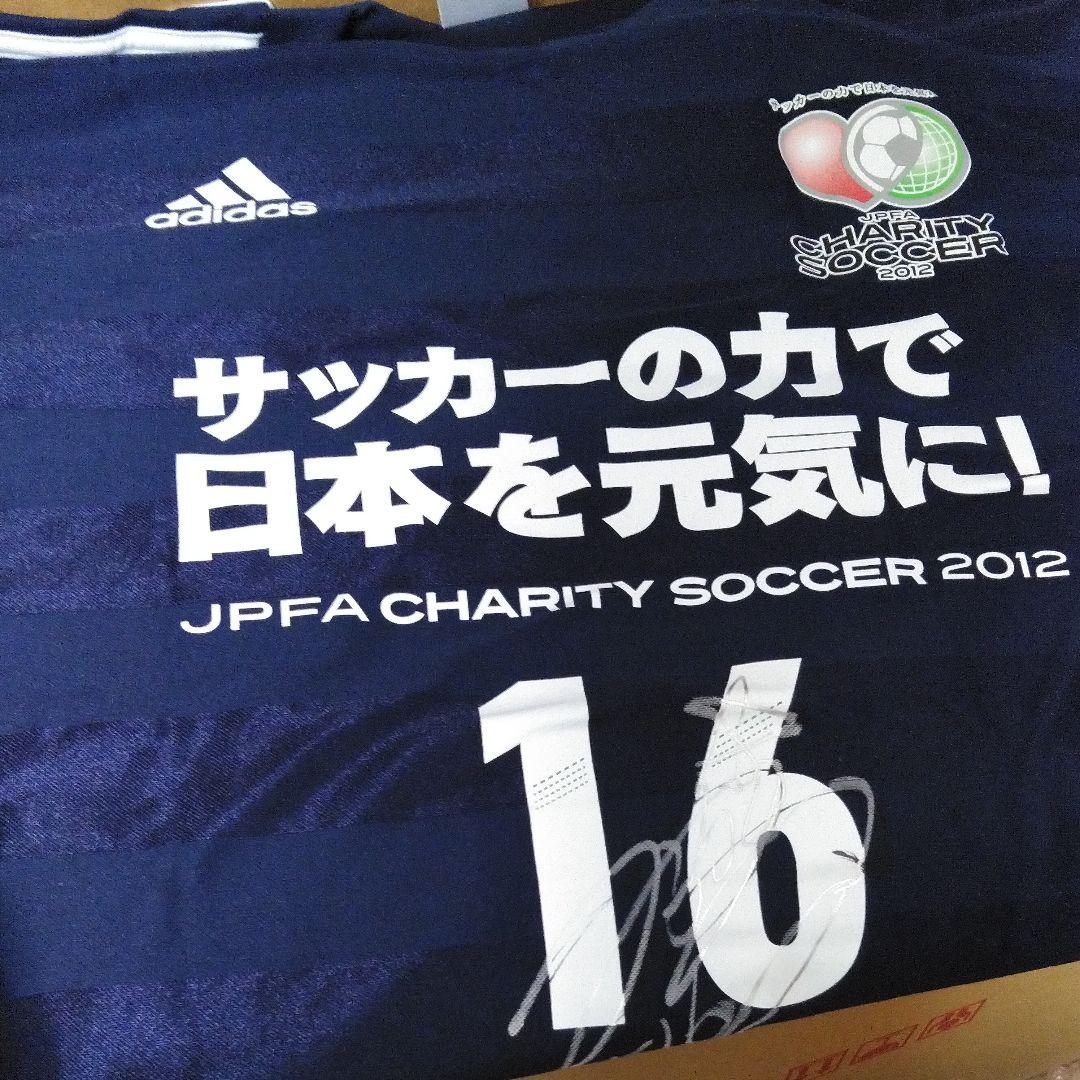 adidas
サッカーの力で日本を元気
JPFA
CHARITY
SOCCER
2012
サッカーの力で
日本を元気に!
JPFA CHARITY SOCCER 2012
16